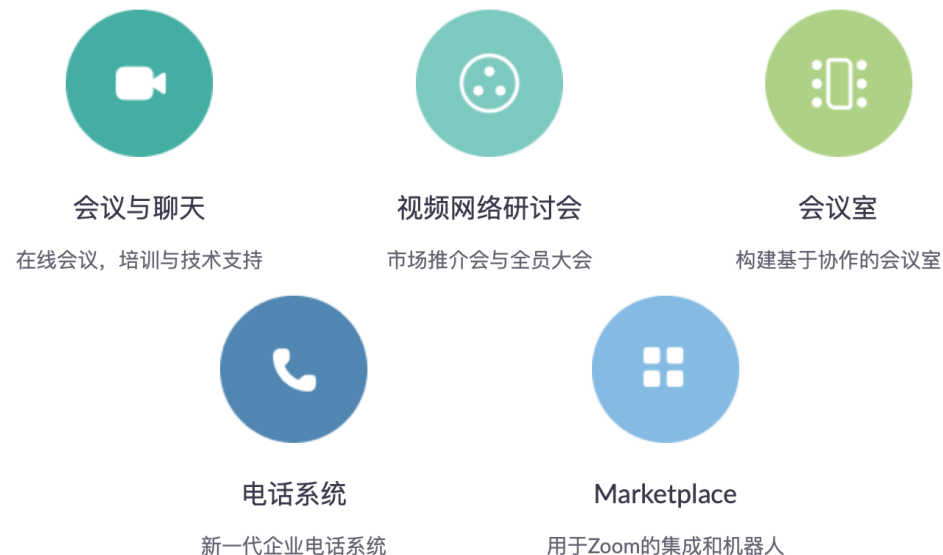 会议与聊天
视频网络研讨会
会议室
在线会议，培训与技术支持
市场推介会与全员大会
构建基于协作的会议室
电话系统
Marketplace
新一代企业电话系统
用于Zoom的集成和机器人